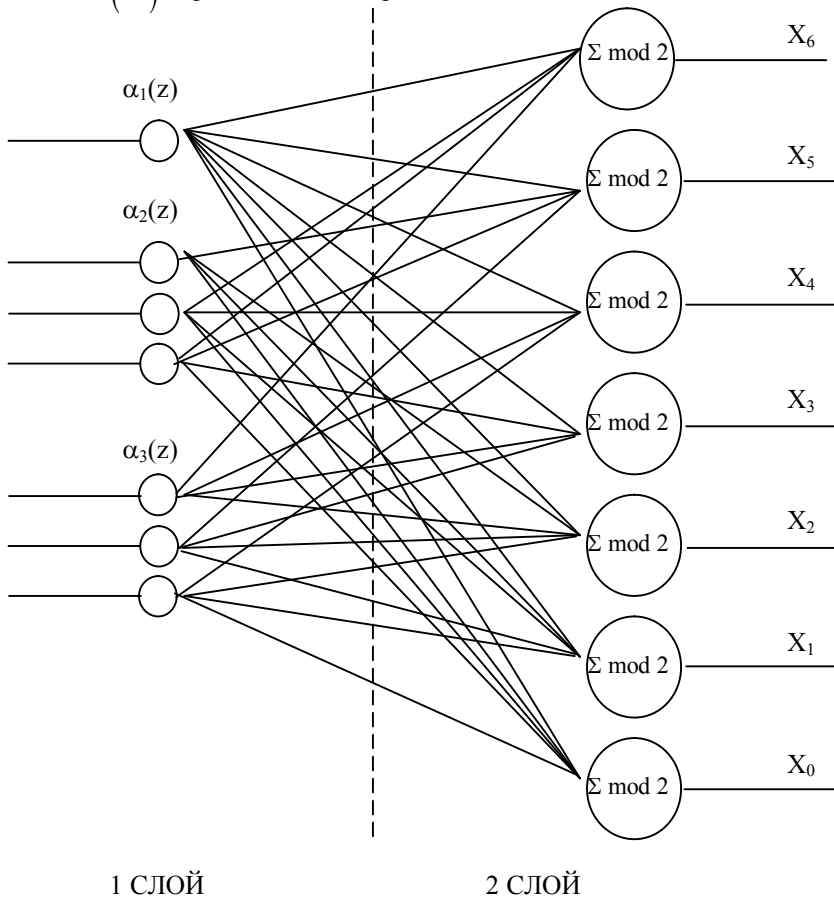 X₆
Σ mod 2
α₁(z)
X₅
Σ mod 2
α₂(z)
X₄
Σ mod 2
X₃
Σ mod 2
α₃(z)
X₂
Σ mod 2
X₁
Σ mod 2
X₀
Σ mod 2
1 СЛОЙ
2 СЛОЙ